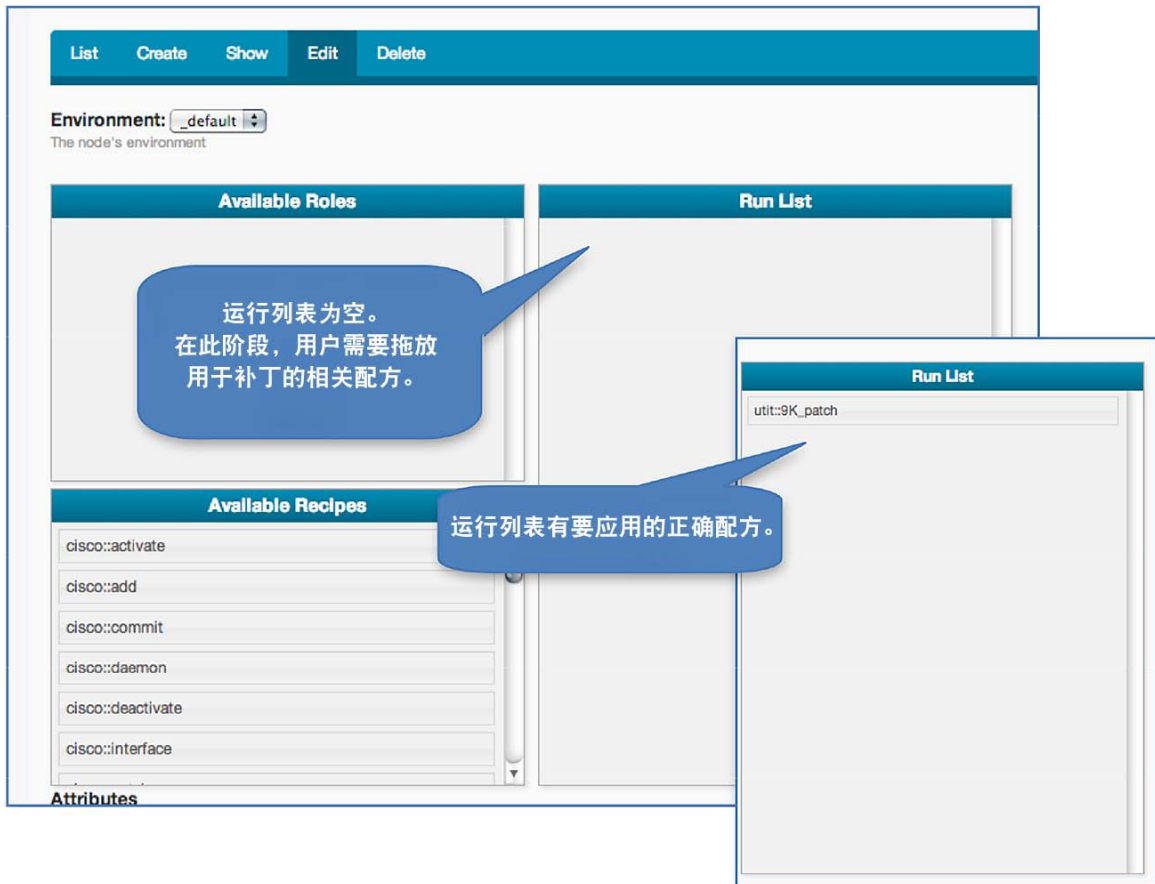 List Create Show Edit Delete
Environment: _default
The node's environment
Available Roles
Run List
运行列表为空。
在此阶段，用户需要拖放
用于补丁的相关配方。
Available Recipes
cisco::activate
cisco::add
cisco::commit
cisco::daemon
cisco::deactivate
cisco::interface
Attributes
Run List
utit::9K_patch
运行列表有要应用的正确配方。